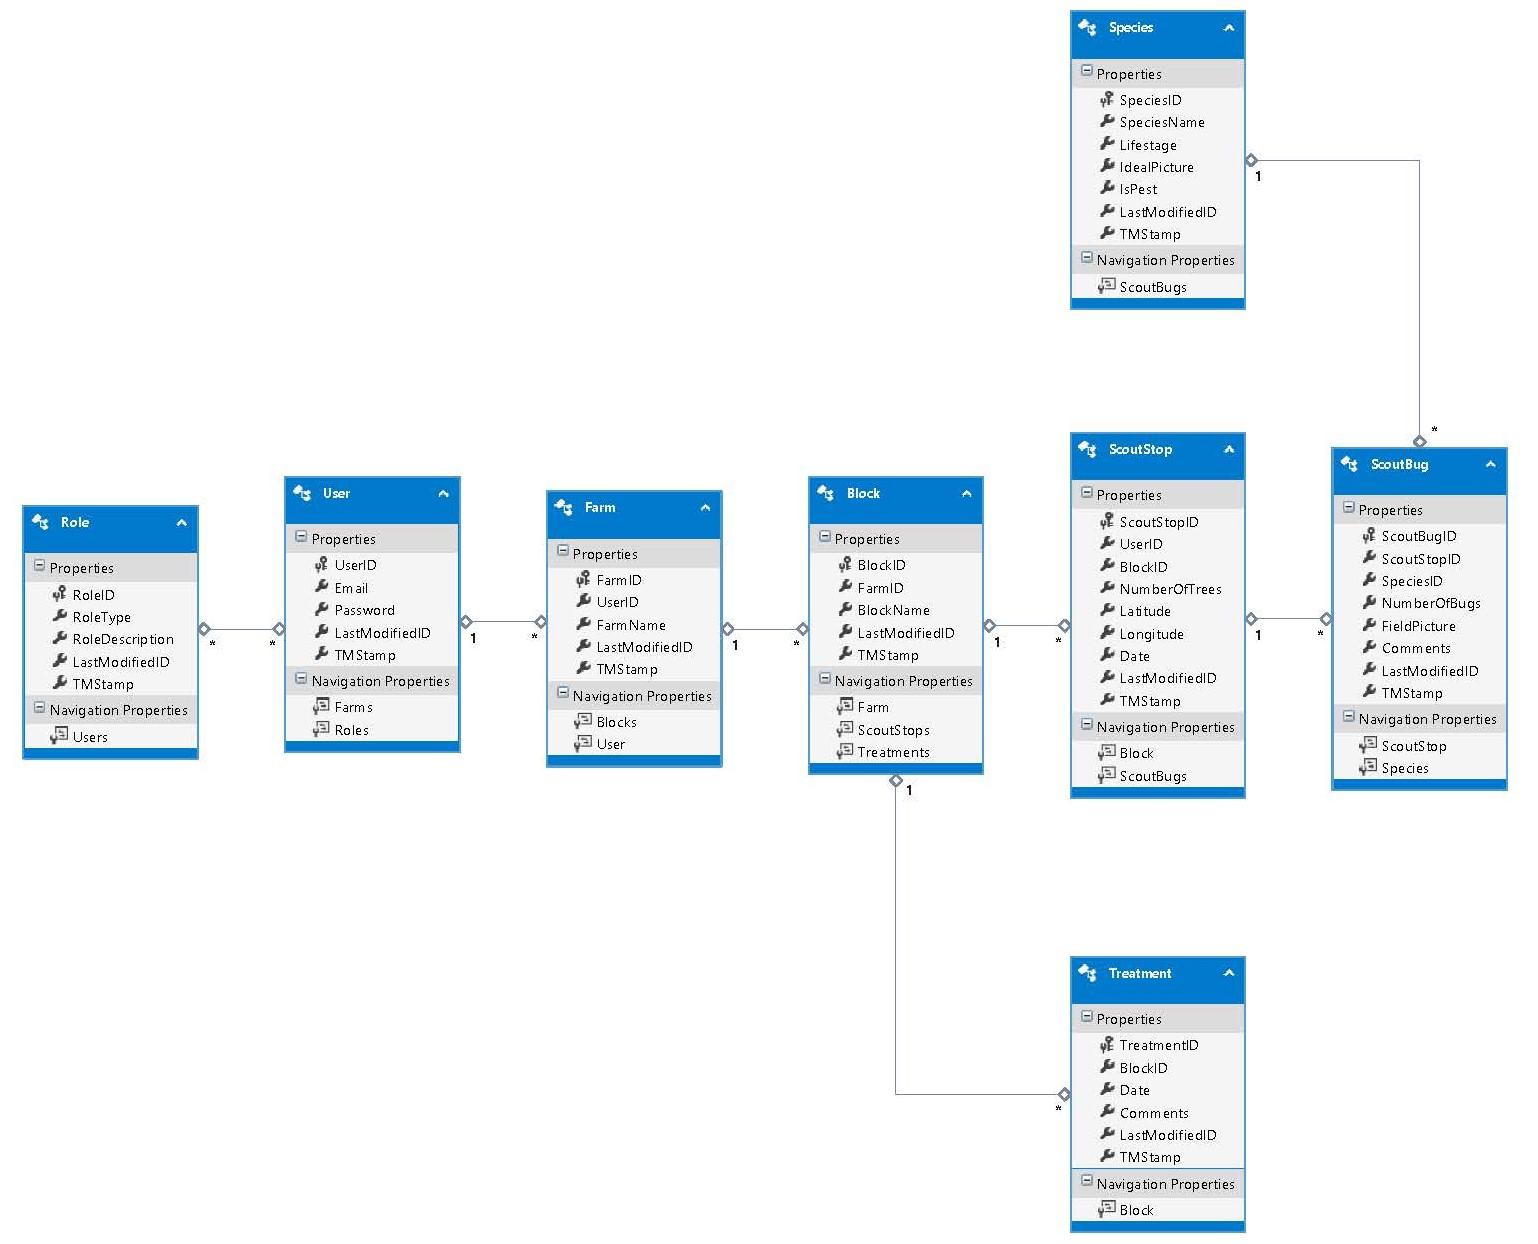 Species
Properties
SpeciesID
SpeciesName
Lifestage
IdealPicture
IsPest
LastModifiedID
TMStamp
Navigation Properties
ScoutBugs
1
*
Role
Properties
RoleID
RoleType
RoleDescription
LastModifiedID
TMStamp
Navigation Properties
Users
*
*
User
Properties
UserID
Email
Password
LastModifiedID
TMStamp
Navigation Properties
Farms
Roles
1
*
Farm
Properties
FarmID
UserID
FarmName
LastModifiedID
TMStamp
Navigation Properties
Blocks
User
1
*
Block
Properties
BlockID
FarmID
BlockName
LastModifiedID
TMStamp
Navigation Properties
Farm
ScoutStops
Treatments
1
*
1
*
ScoutStop
Properties
ScoutStopID
UserID
BlockID
NumberOfTrees
Latitude
Longitude
Date
LastModifiedID
TMStamp
Navigation Properties
Block
ScoutBugs
1
*
ScoutBug
Properties
ScoutBugID
ScoutStopID
SpeciesID
NumberOfBugs
FieldPicture
Comments
LastModifiedID
TMStamp
Navigation Properties
ScoutStop
Species
Treatment
Properties
TreatmentID
BlockID
Date
Comments
LastModifiedID
TMStamp
Navigation Properties
Block